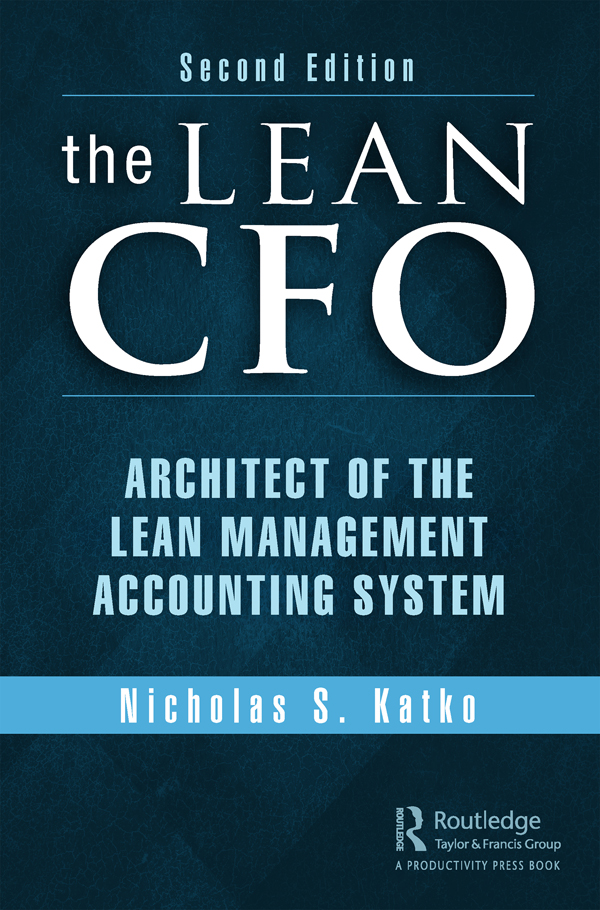 Second Edition
the LEAN
CFO
ARCHITECT OF THE
LEAN MANAGEMENT
ACCOUNTING SYSTEM
Nicholas S. Katko
ROUTLEDGE
Routledge
Taylor & Francis Group
A PRODUCTIVITY PRESS BOOK